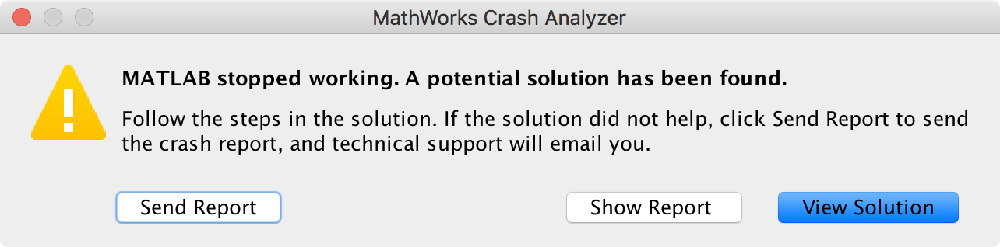 MathWorks Crash Analyzer
MATLAB stopped working. A potential solution has been found.
Follow the steps in the solution. If the solution did not help, click Send Report to send
the crash report, and technical support will email you.
Send Report
Show Report
View Solution